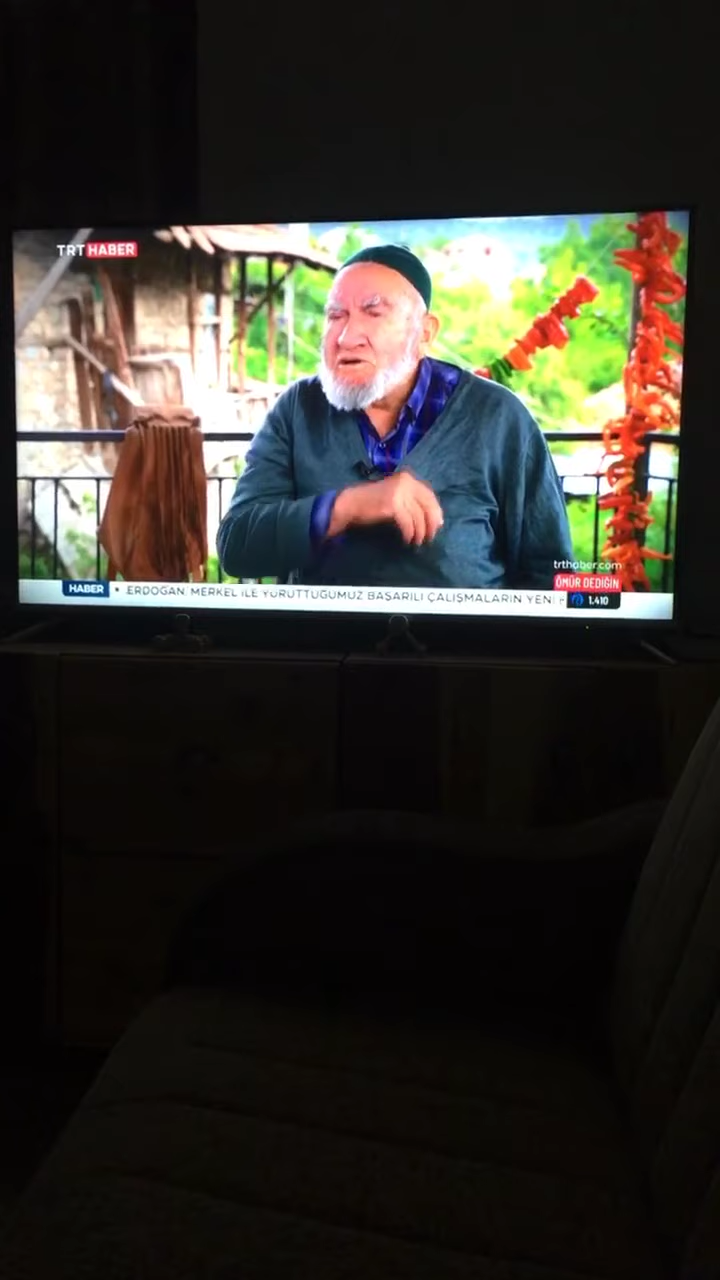 TRT HABER
trthaber.com
ÖMÜR DEDİĞİN
HABER • ERDOĞAN: MERKEL İLE YÜRÜTTÜĞÜMÜZ BAŞARILI ÇALIŞMALARIN YENİ 1.410